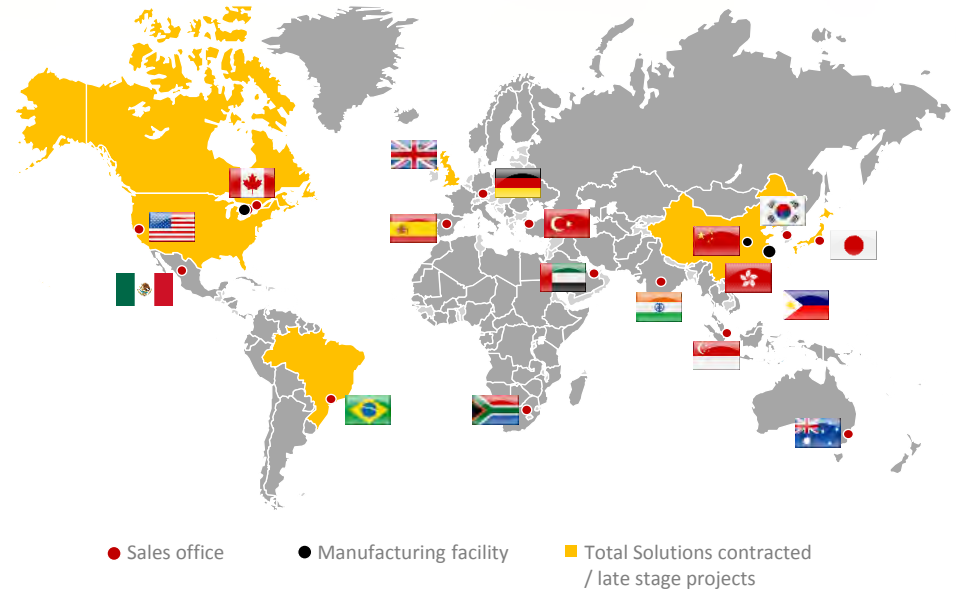 Sales office
Manufacturing facility
Total Solutions contracted
/ late stage projects